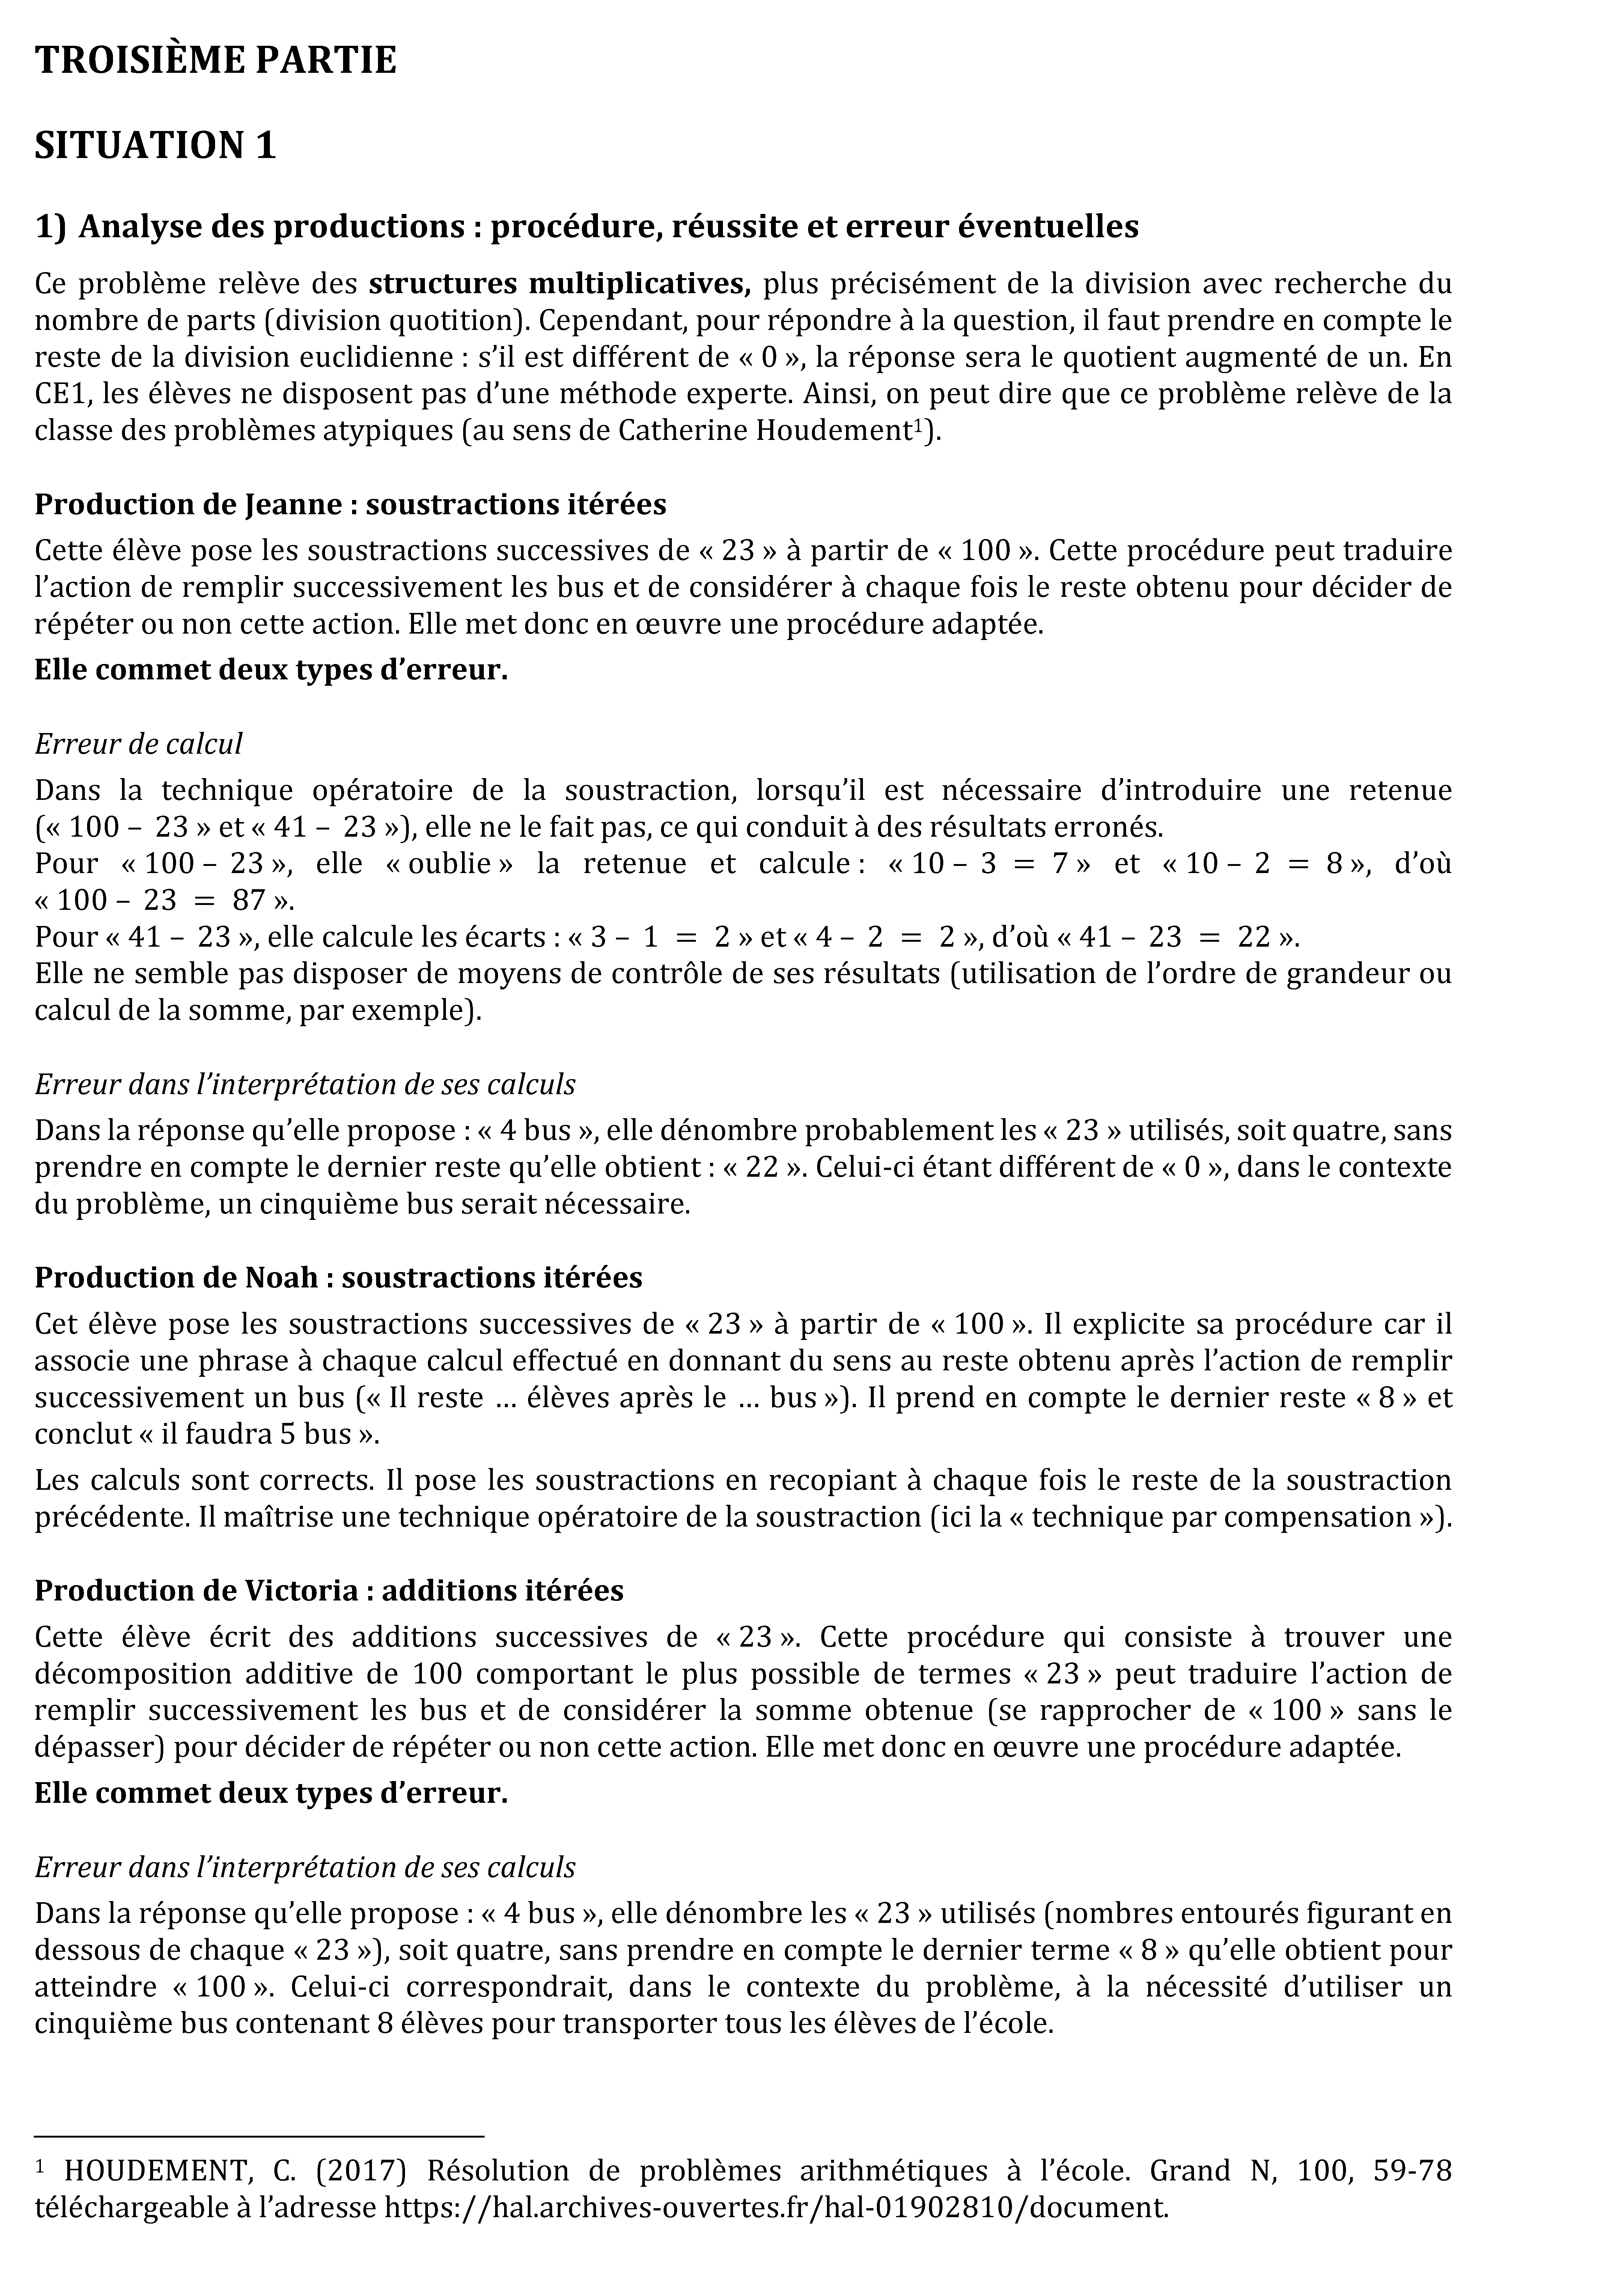 TROISIÈME PARTIE
SITUATION 1
1) Analyse des productions : procédure, réussite et erreur éventuelles
Ce problème relève des structures multiplicatives, plus précisément de la division avec recherche du
nombre de parts (division quotition). Cependant, pour répondre à la question, il faut prendre en compte le
reste de la division euclidienne : s’il est différent de « 0 », la réponse sera le quotient augmenté de un. En
CE1, les élèves ne disposent pas d’une méthode experte. Ainsi, on peut dire que ce problème relève de la
classe des problèmes atypiques (au sens de Catherine Houdement¹).
Production de Jeanne : soustractions itérées
Cette élève pose les soustractions successives de « 23 » à partir de « 100 ». Cette procédure peut traduire
l’action de remplir successivement les bus et de considérer à chaque fois le reste obtenu pour décider de
répéter ou non cette action. Elle met donc en œuvre une procédure adaptée.
Elle commet deux types d’erreur.
Erreur de calcul
Dans la technique opératoire de la soustraction, lorsqu’il est nécessaire d’introduire une retenue
(« 100 – 23 » et « 41 – 23 »), elle ne le fait pas, ce qui conduit à des résultats erronés.
Pour « 100 – 23 », elle « oublie » la retenue et calcule : « 10 – 3 = 7 » et « 10 – 2 = 8 », d’où
« 100 – 23 = 87 ».
Pour « 41 – 23 », elle calcule les écarts : « 3 – 1 = 2 » et « 4 – 2 = 2 », d’où « 41 – 23 = 22 ».
Elle ne semble pas disposer de moyens de contrôle de ses résultats (utilisation de l’ordre de grandeur ou
calcul de la somme, par exemple).
Erreur dans l’interprétation de ses calculs
Dans la réponse qu’elle propose : « 4 bus », elle dénombre probablement les « 23 » utilisés, soit quatre, sans
prendre en compte le dernier reste qu’elle obtient : « 22 ». Celui-ci étant différent de « 0 », dans le contexte
du problème, un cinquième bus serait nécessaire.
Production de Noah : soustractions itérées
Cet élève pose les soustractions successives de « 23 » à partir de « 100 ». Il explicite sa procédure car il
associe une phrase à chaque calcul effectué en donnant du sens au reste obtenu après l’action de remplir
successivement un bus (« Il reste ... élèves après le ... bus »). Il prend en compte le dernier reste « 8 » et
conclut « il faudra 5 bus ».
Les calculs sont corrects. Il pose les soustractions en recopiant à chaque fois le reste de la soustraction
précédente. Il maîtrise une technique opératoire de la soustraction (ici la « technique par compensation »).
Production de Victoria : additions itérées
Cette élève écrit des additions successives de « 23 ». Cette procédure qui consiste à trouver une
décomposition additive de 100 comportant le plus possible de termes « 23 » peut traduire l’action de
remplir successivement les bus et de considérer la somme obtenue (se rapprocher de « 100 » sans le
dépasser) pour décider de répéter ou non cette action. Elle met donc en œuvre une procédure adaptée.
Elle commet deux types d’erreur.
Erreur dans l’interprétation de ses calculs
Dans la réponse qu’elle propose : « 4 bus », elle dénombre les « 23 » utilisés (nombres entourés figurant en
dessous de chaque « 23 »), soit quatre, sans prendre en compte le dernier terme « 8 » qu’elle obtient pour
atteindre « 100 ». Celui-ci correspondrait, dans le contexte du problème, à la nécessité d’utiliser un
cinquième bus contenant 8 élèves pour transporter tous les élèves de l’école.
¹ HOUDEMENT, C. (2017) Résolution de problèmes arithmétiques à l’école. Grand N, 100, 59-78
téléchargeable à l’adresse https://hal.archives-ouvertes.fr/hal-01902810/document.